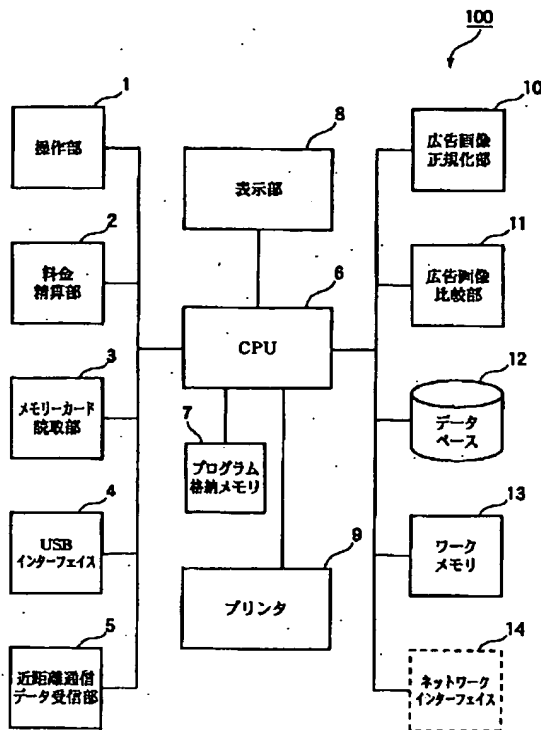 100
1
操作部
2
料金
精算部
3
メモリーカード
読取部
4
USB
インターフェイス
5
近距離通信
データ受信部
8
表示部
6
CPU
7
プログラム
格納メモリ
9
プリンタ
10
広告画像
正規化部
11
広告画像
比較部
12
データ
ベース
13
ワーク
メモリ
14
ネットワーク
インターフェイス